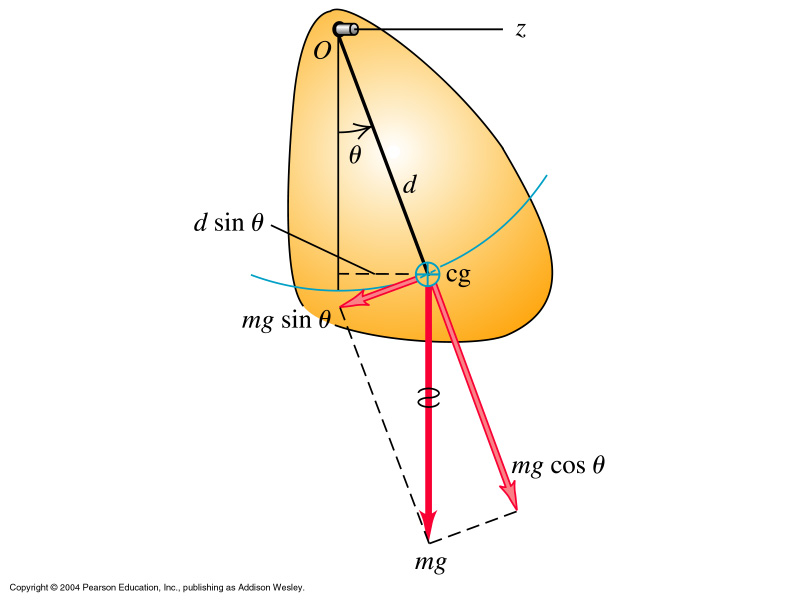 z
O
θ
d
d sin θ
cg
mg sin θ
mg cos θ
mg
Copyright © 2004 Pearson Education, Inc., publishing as Addison Wesley.